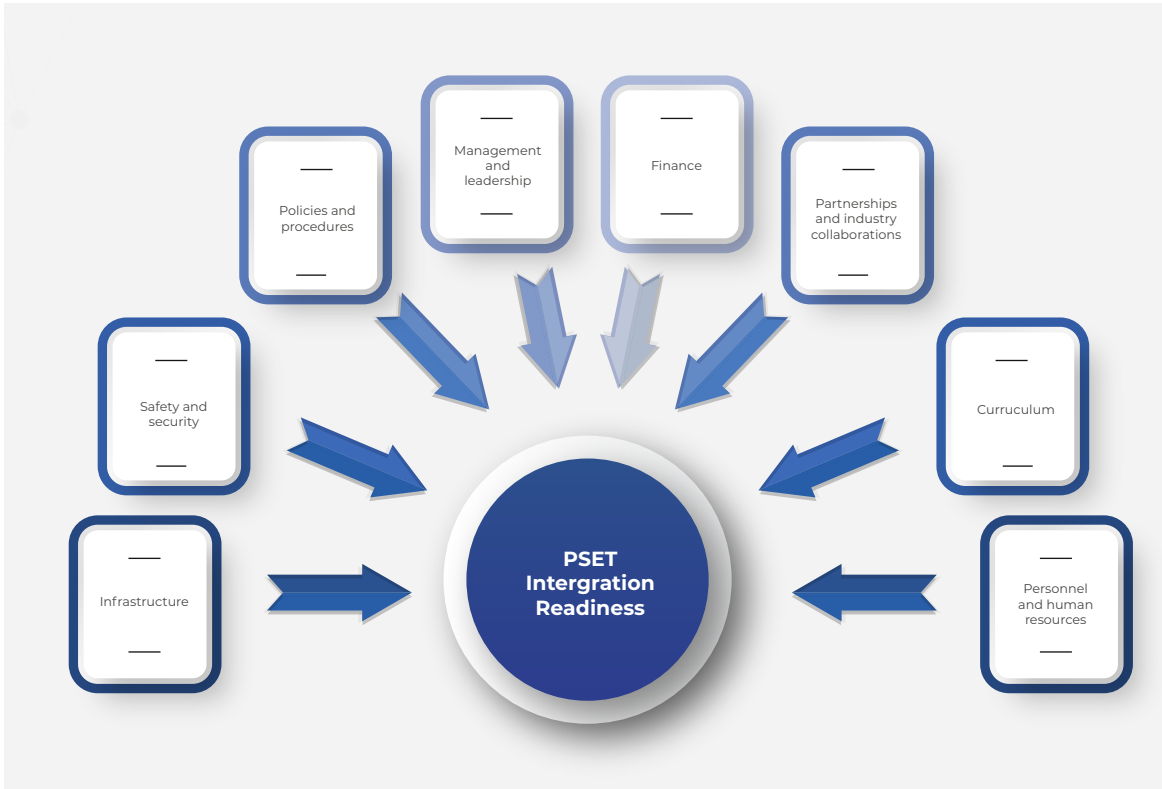 Management
and
leadership
Finance
Policies and
procedures
Partnerships
and industry
collaborations
Safety and
security
Curruculum
Infrastructure
PSET
Intergration
Readiness
Personnel
and human
resources